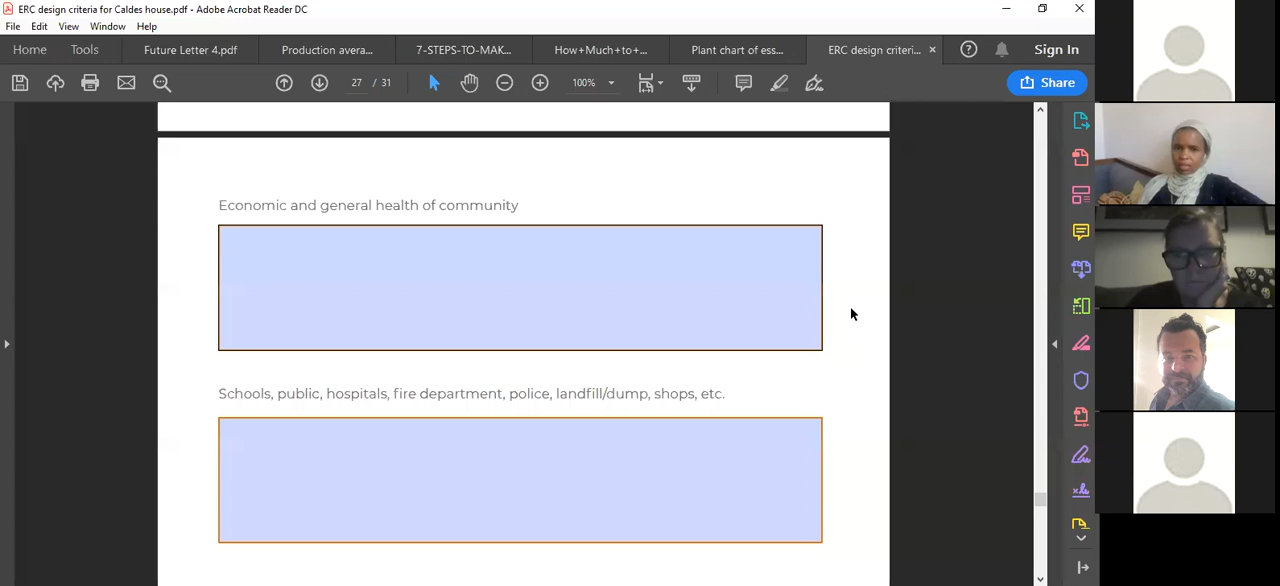 ERC design criteria for Caldes house.pdf - Adobe Acrobat Reader DC
File Edit View Window Help
Home Tools Future Letter 4.pdf Production avera... 7-STEPS-TO-MAK... How+Much+to+... Plant chart of ess... ERC design criteri... × Sign In
27 / 31 100% Share
Economic and general health of community
Schools, public, hospitals, fire department, police, landfill/dump, shops, etc.